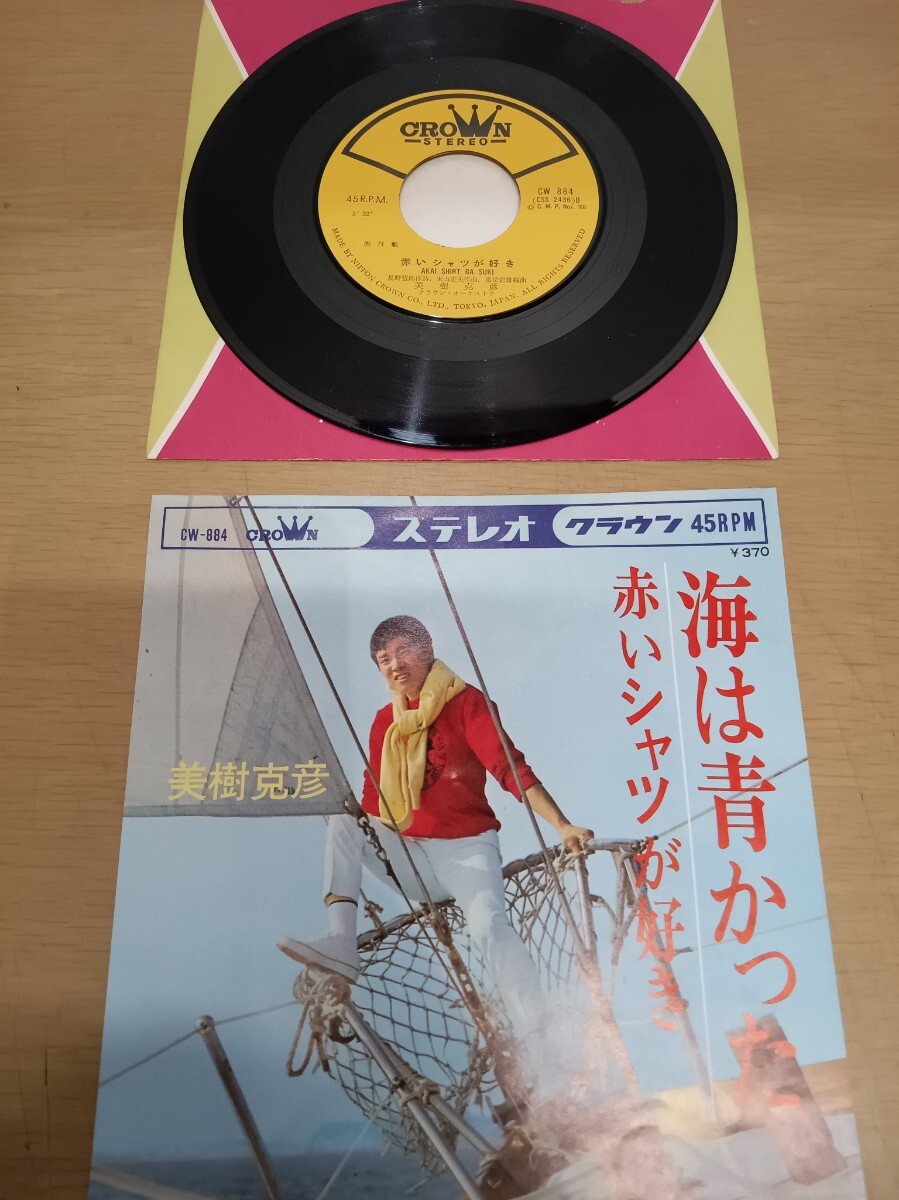 CROWN
STEREO
45R.P.M.
CW 884
(CSS 2436)B
Ⓒ C. M. P. Nov. '68
流行歌
赤いシャツが好き
AKAI SHIRT GA SUKI
美樹克彦
クラウン・オーケストラ
MADE BY NIPPON CROWN CO., LTD., TOKYO, JAPAN. ALL RIGHTS RESERVED
CW-884 CROWN ステレオ クラウン 45RPM
¥370
海は青かった
赤いシャツが好き
美樹克彦